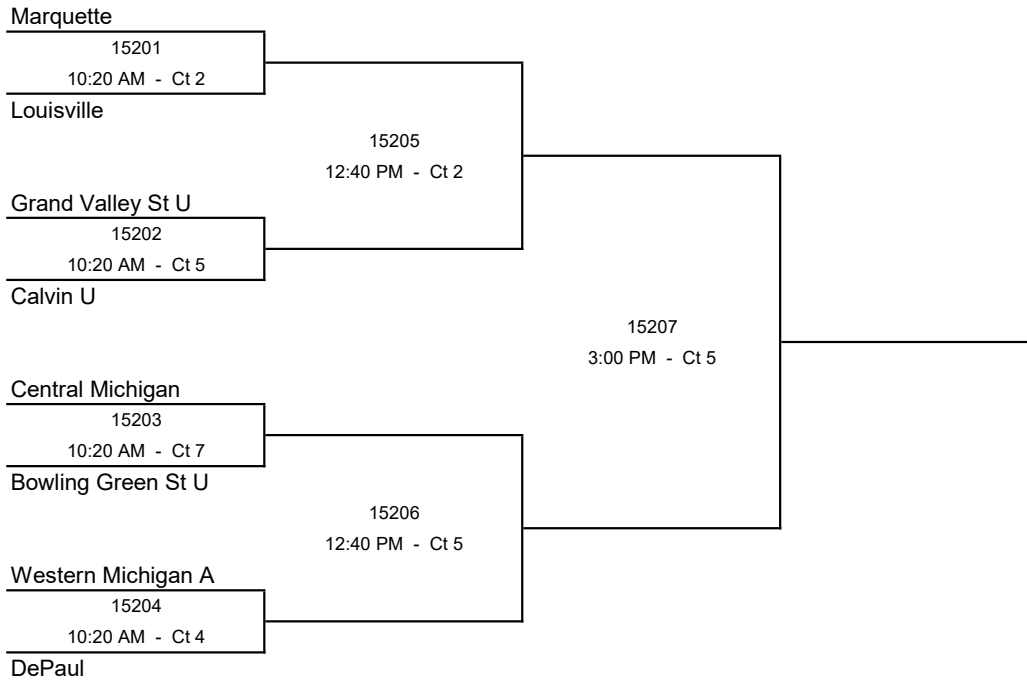 Marquette
15201
10:20 AM - Ct 2
Louisville
15205
12:40 PM - Ct 2
Grand Valley St U
15202
10:20 AM - Ct 5
Calvin U
15207
3:00 PM - Ct 5
Central Michigan
15203
10:20 AM - Ct 7
Bowling Green St U
15206
12:40 PM - Ct 5
Western Michigan A
15204
10:20 AM - Ct 4
DePaul